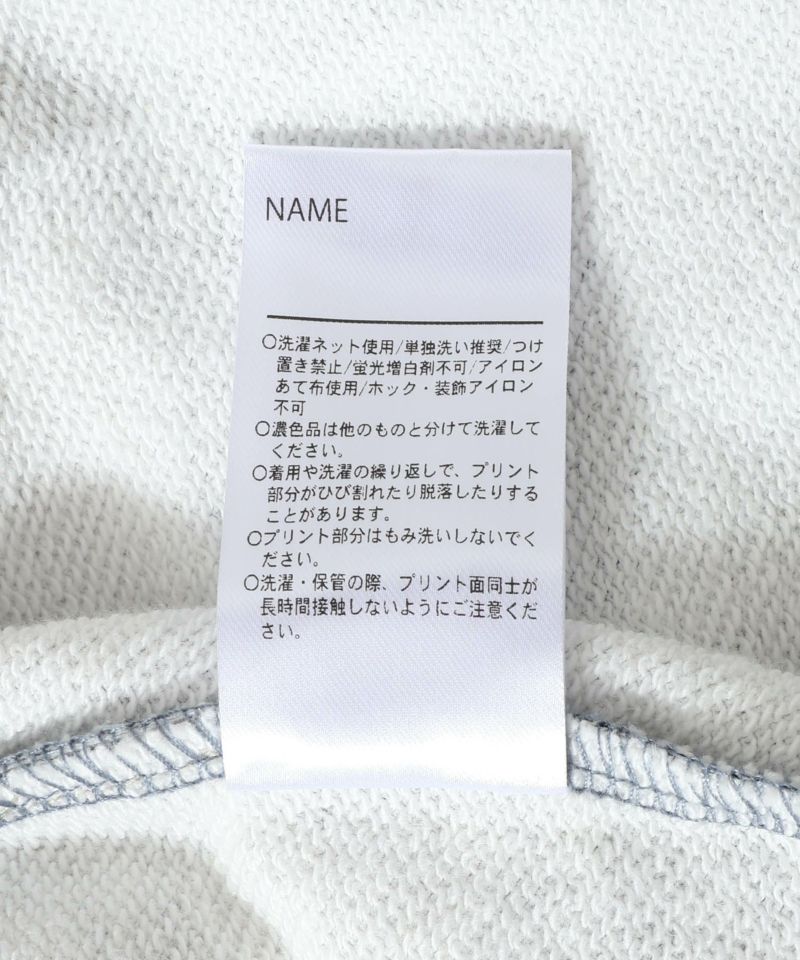 NAME
○洗濯ネット使用/単独洗い推奨/つけ
置き禁止/蛍光増白剤不可/アイロン
あて布使用/ホック・装飾アイロン
不可
○濃色品は他のものと分けて洗濯して
ください。
○着用や洗濯の繰り返しで、プリント
部分がひび割れたり脱落したりする
ことがあります。
○プリント部分はもみ洗いしないでく
ださい。
○洗濯・保管の際、プリント面同士が
長時間接触しないようにご注意くだ
さい。